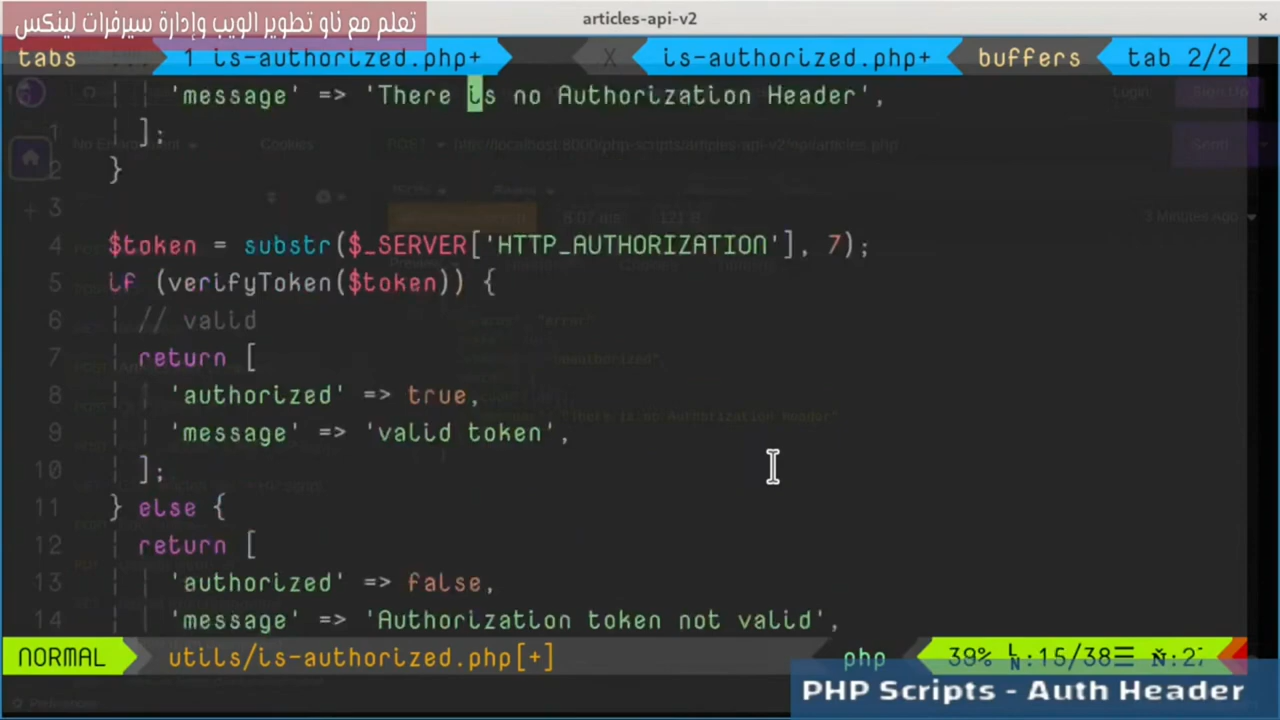 تعلم مع ناو تطوير الويب وإدارة سيرفرات لينكس
articles-api-v2
tabs 1 is-authorized.php+ X is-authorized.php+ buffers tab 2/2
'message' => 'There is no Authorization Header',
1 ];
2 }
3
4 $token = substr($_SERVER['HTTP_AUTHORIZATION'], 7);
5 if (verifyToken($token)) {
6 // valid
7 return [
8 'authorized' => true,
9 'message' => 'valid token',
10 ];
11 } else {
12 return [
13 'authorized' => false,
14 'message' => 'Authorization token not valid',
NORMAL utils/is-authorized.php[+] php 39% LN:15/38☰
PHP Scripts - Auth Header